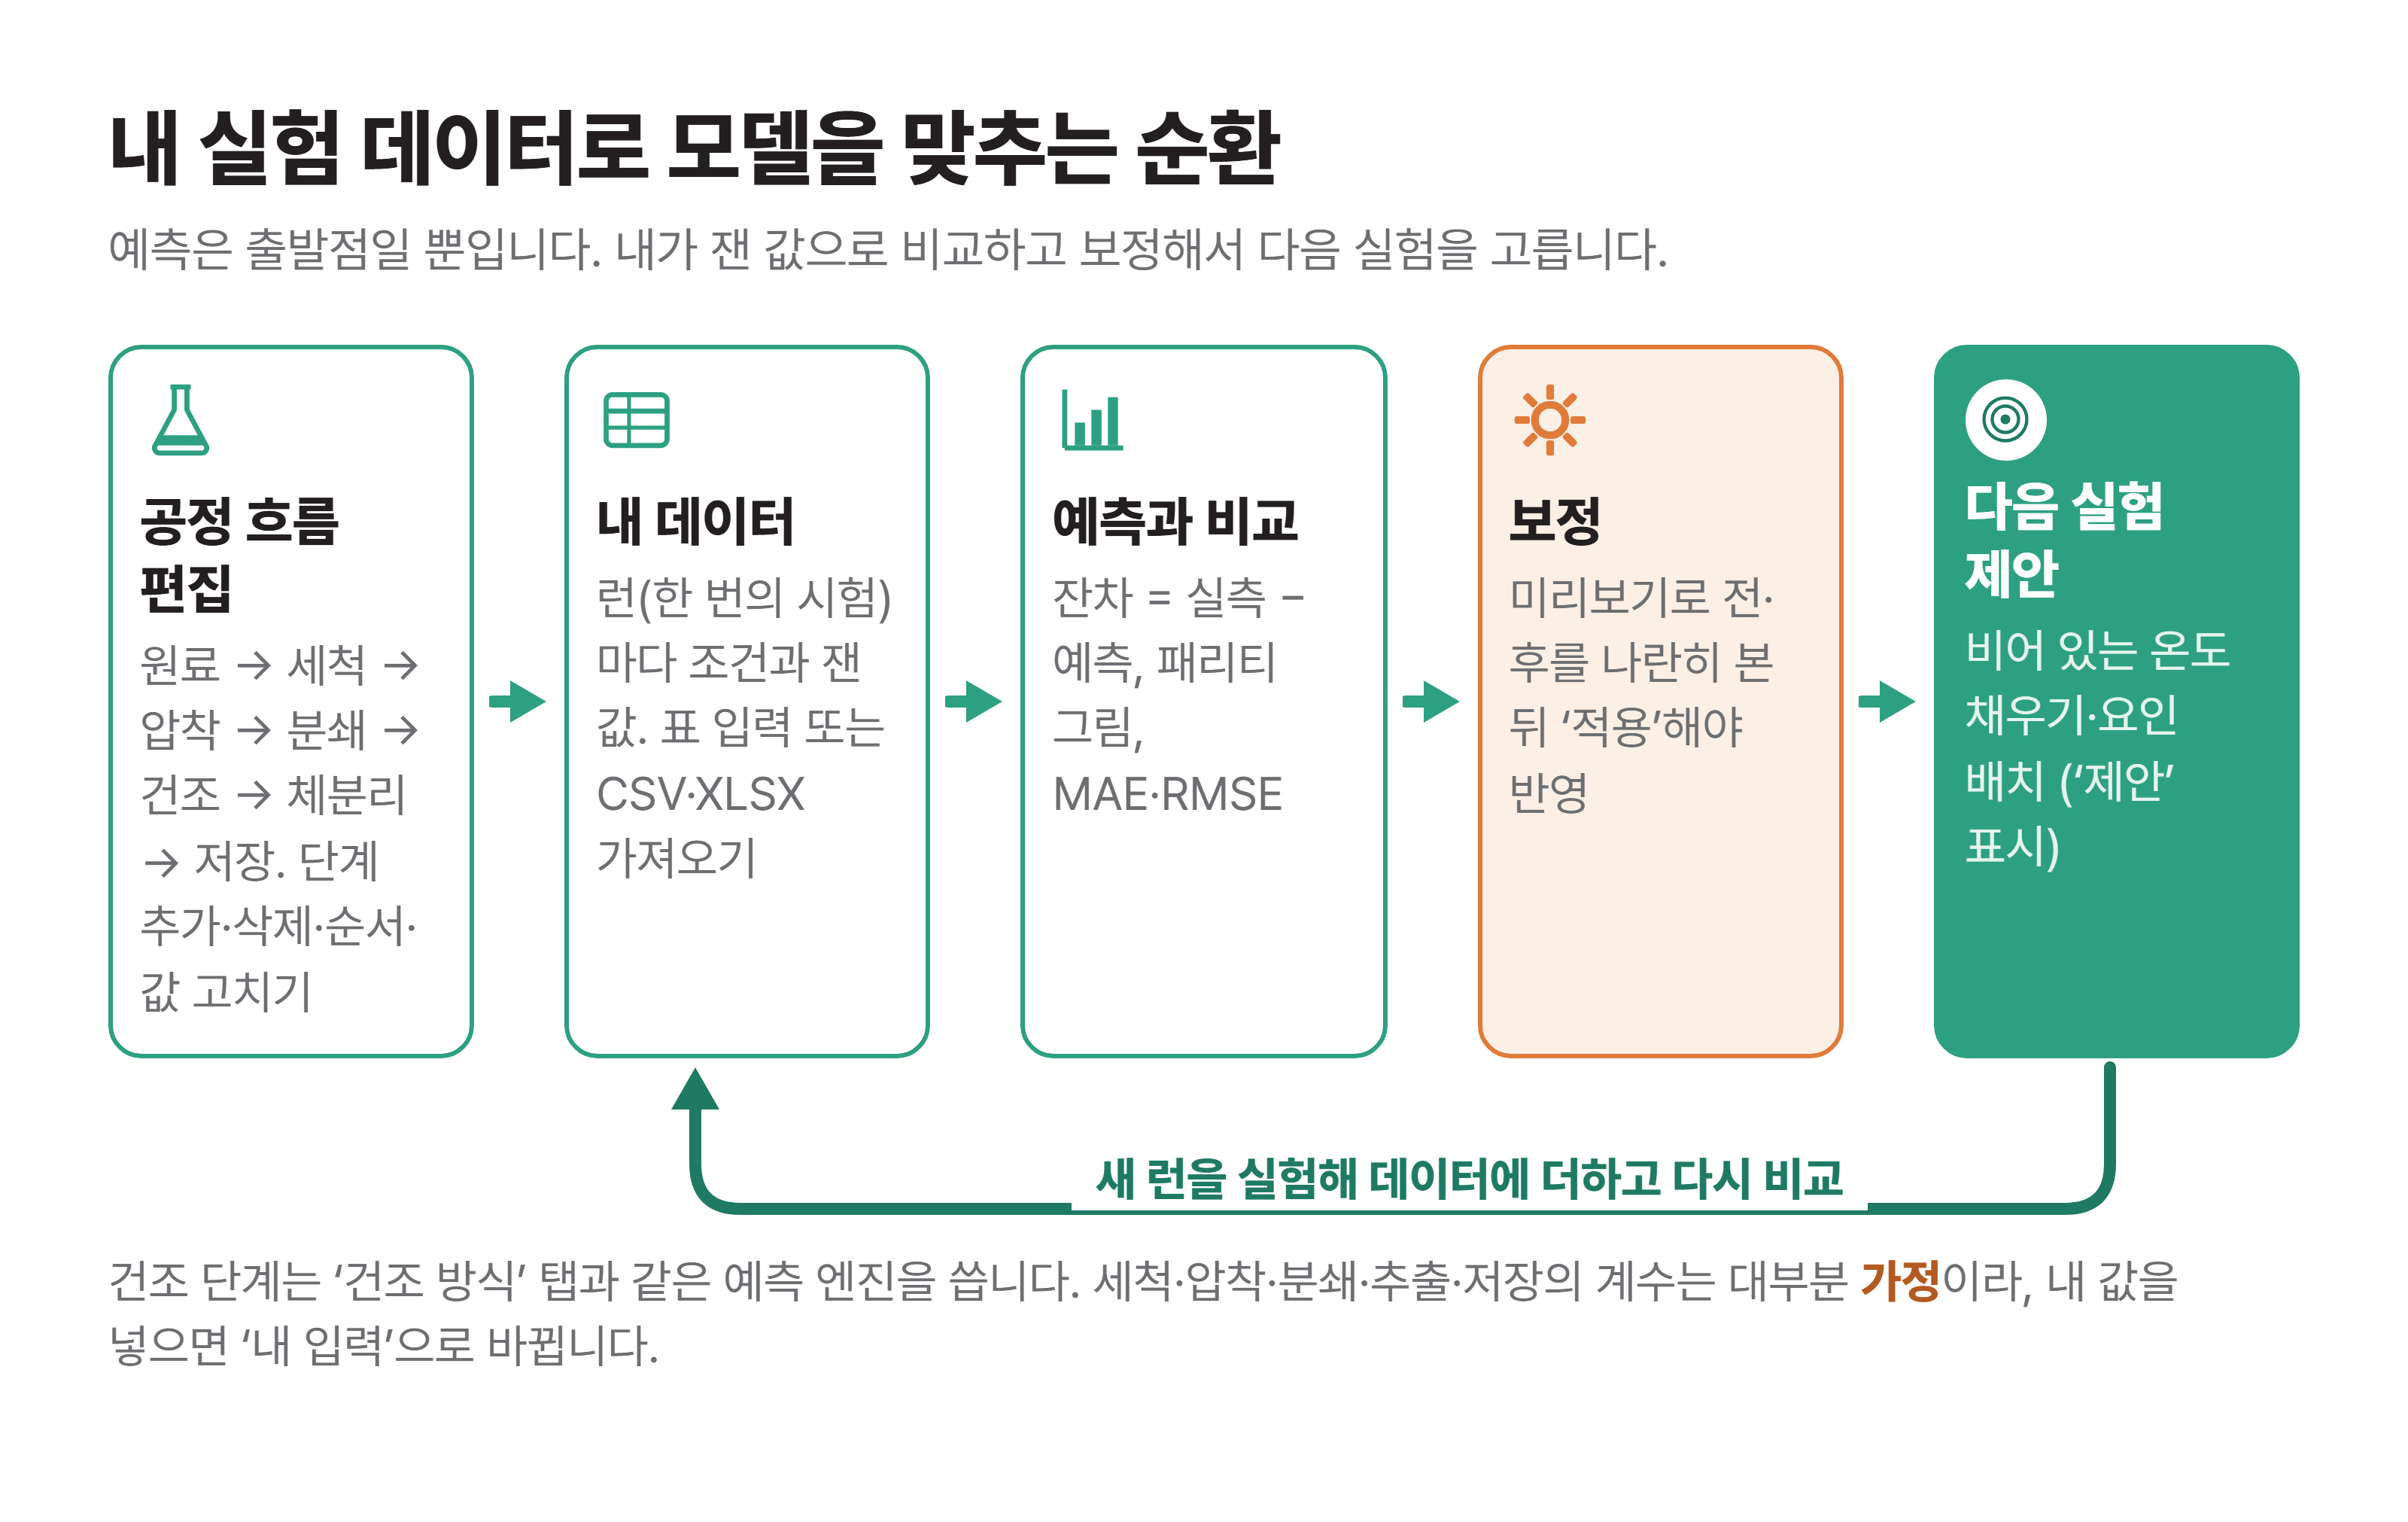 내 실험 데이터로 모델을 맞추는 순환
예측은 출발점일 뿐입니다. 내가 잰 값으로 비교하고 보정해서 다음 실험을 고릅니다.
공정 흐름
편집
원료 → 세척 →
압착 → 분쇄 →
건조 → 체분리
→ 저장. 단계
추가·삭제·순서·
값 고치기
내 데이터
런(한 번의 시험)
마다 조건과 잰
값. 표 입력 또는
CSV·XLSX
가져오기
예측과 비교
잔차 = 실측 −
예측, 패리티
그림,
MAE·RMSE
보정
미리보기로 전·
후를 나란히 본
뒤 ‘적용’해야
반영
다음 실험
제안
비어 있는 온도
채우기·요인
배치 (‘제안’
표시)
새 런을 실험해 데이터에 더하고 다시 비교
건조 단계는 ‘건조 방식’ 탭과 같은 예측 엔진을 씁니다. 세척·압착·분쇄·추출·저장의 계수는 대부분 가정이라, 내 값을
넣으면 ‘내 입력’으로 바뀝니다.